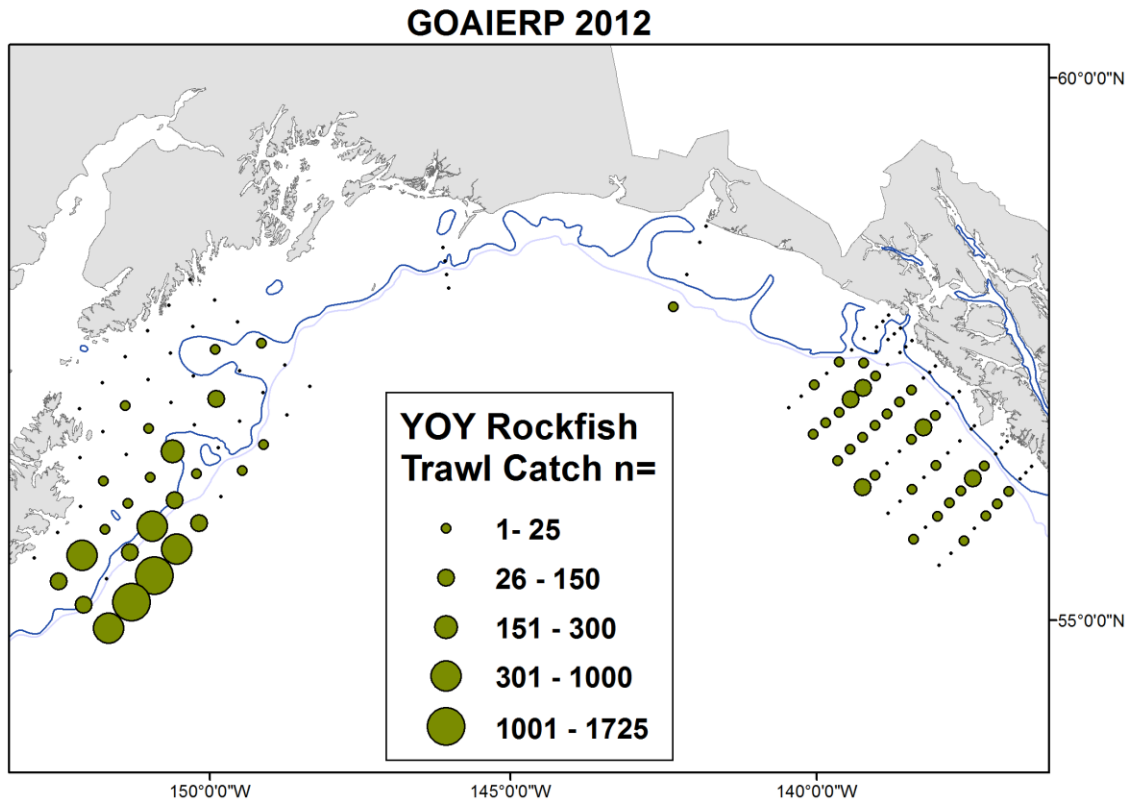 GOAIERP 2012
60°0'0"N
YOY Rockfish
Trawl Catch n=
1- 25
26 - 150
151 - 300
301 - 1000
1001 - 1725
55°0'0"N
150°0'0"W
145°0'0"W
140°0'0"W